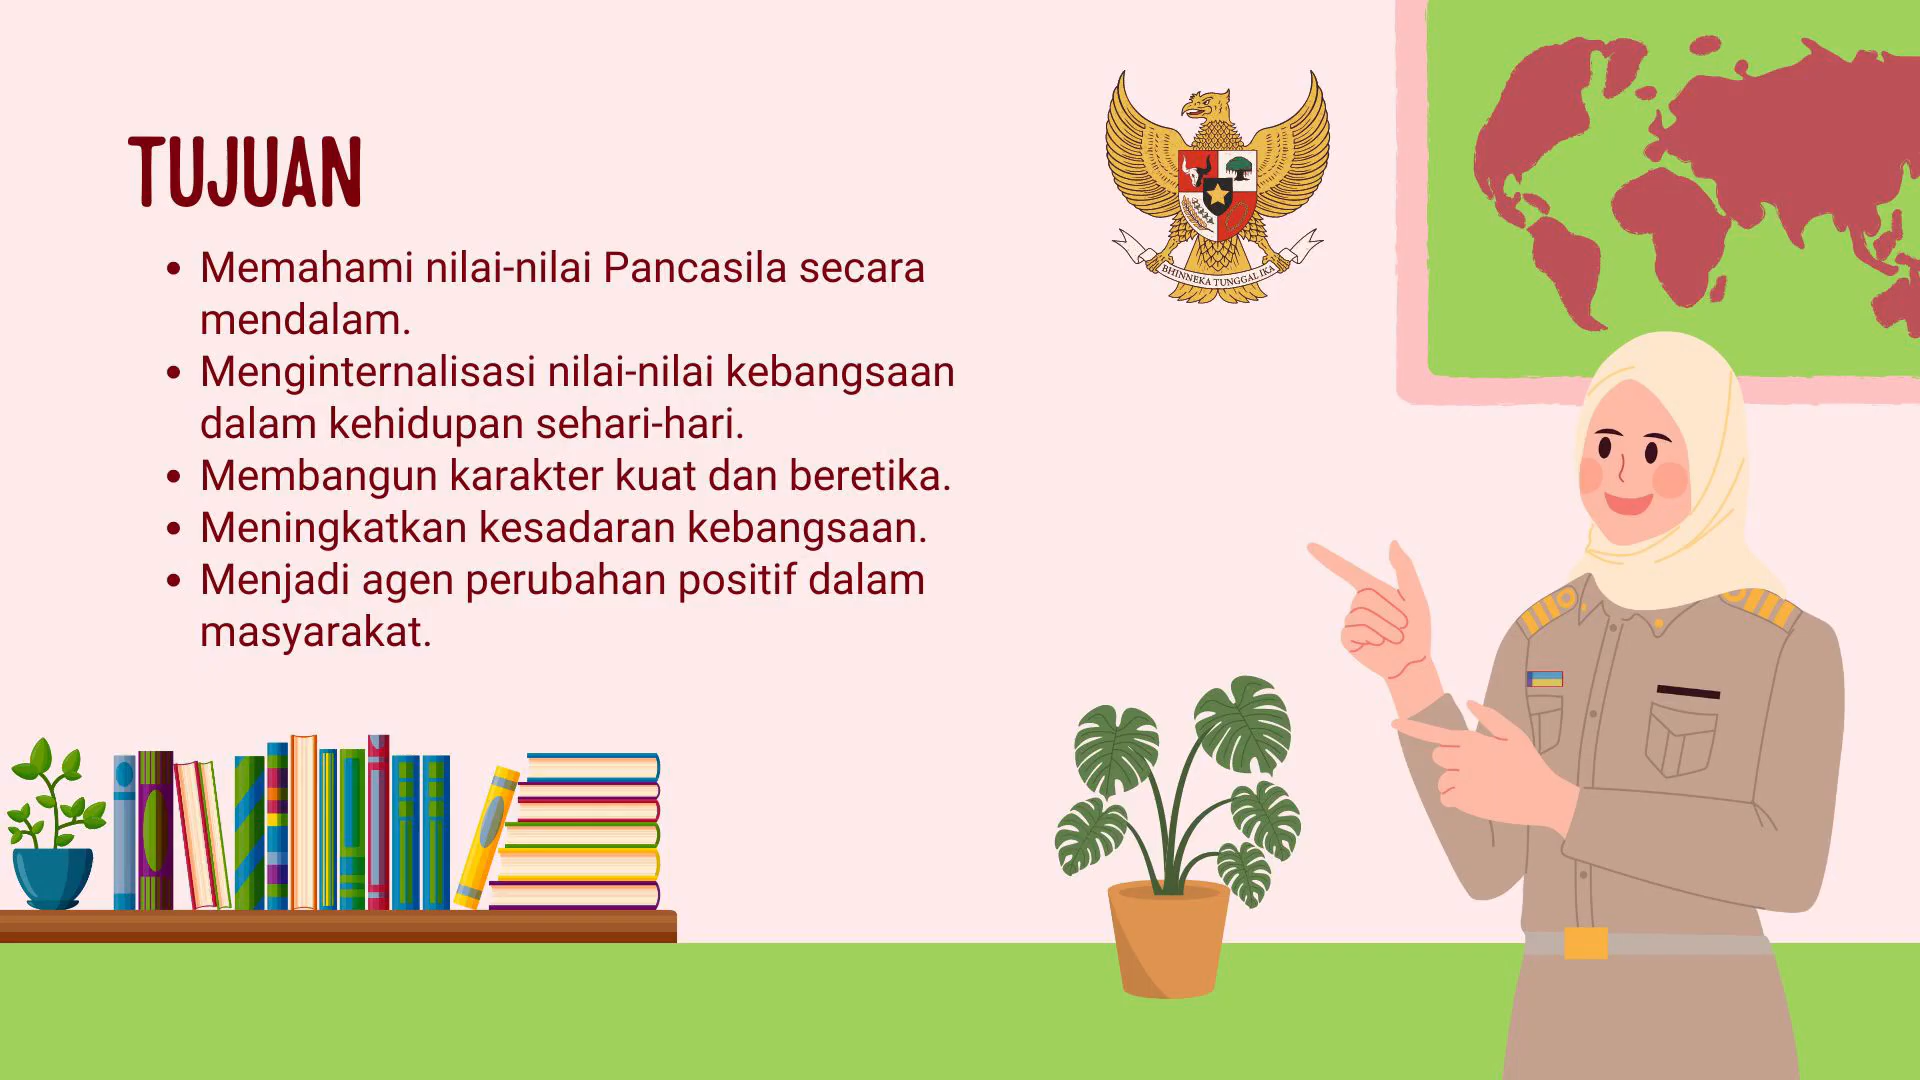 TUJUAN
• Memahami nilai-nilai Pancasila secara
mendalam.
• Menginternalisasi nilai-nilai kebangsaan
dalam kehidupan sehari-hari.
• Membangun karakter kuat dan beretika.
• Meningkatkan kesadaran kebangsaan.
• Menjadi agen perubahan positif dalam
masyarakat.
BHINNEKA TUNGGAL IKA